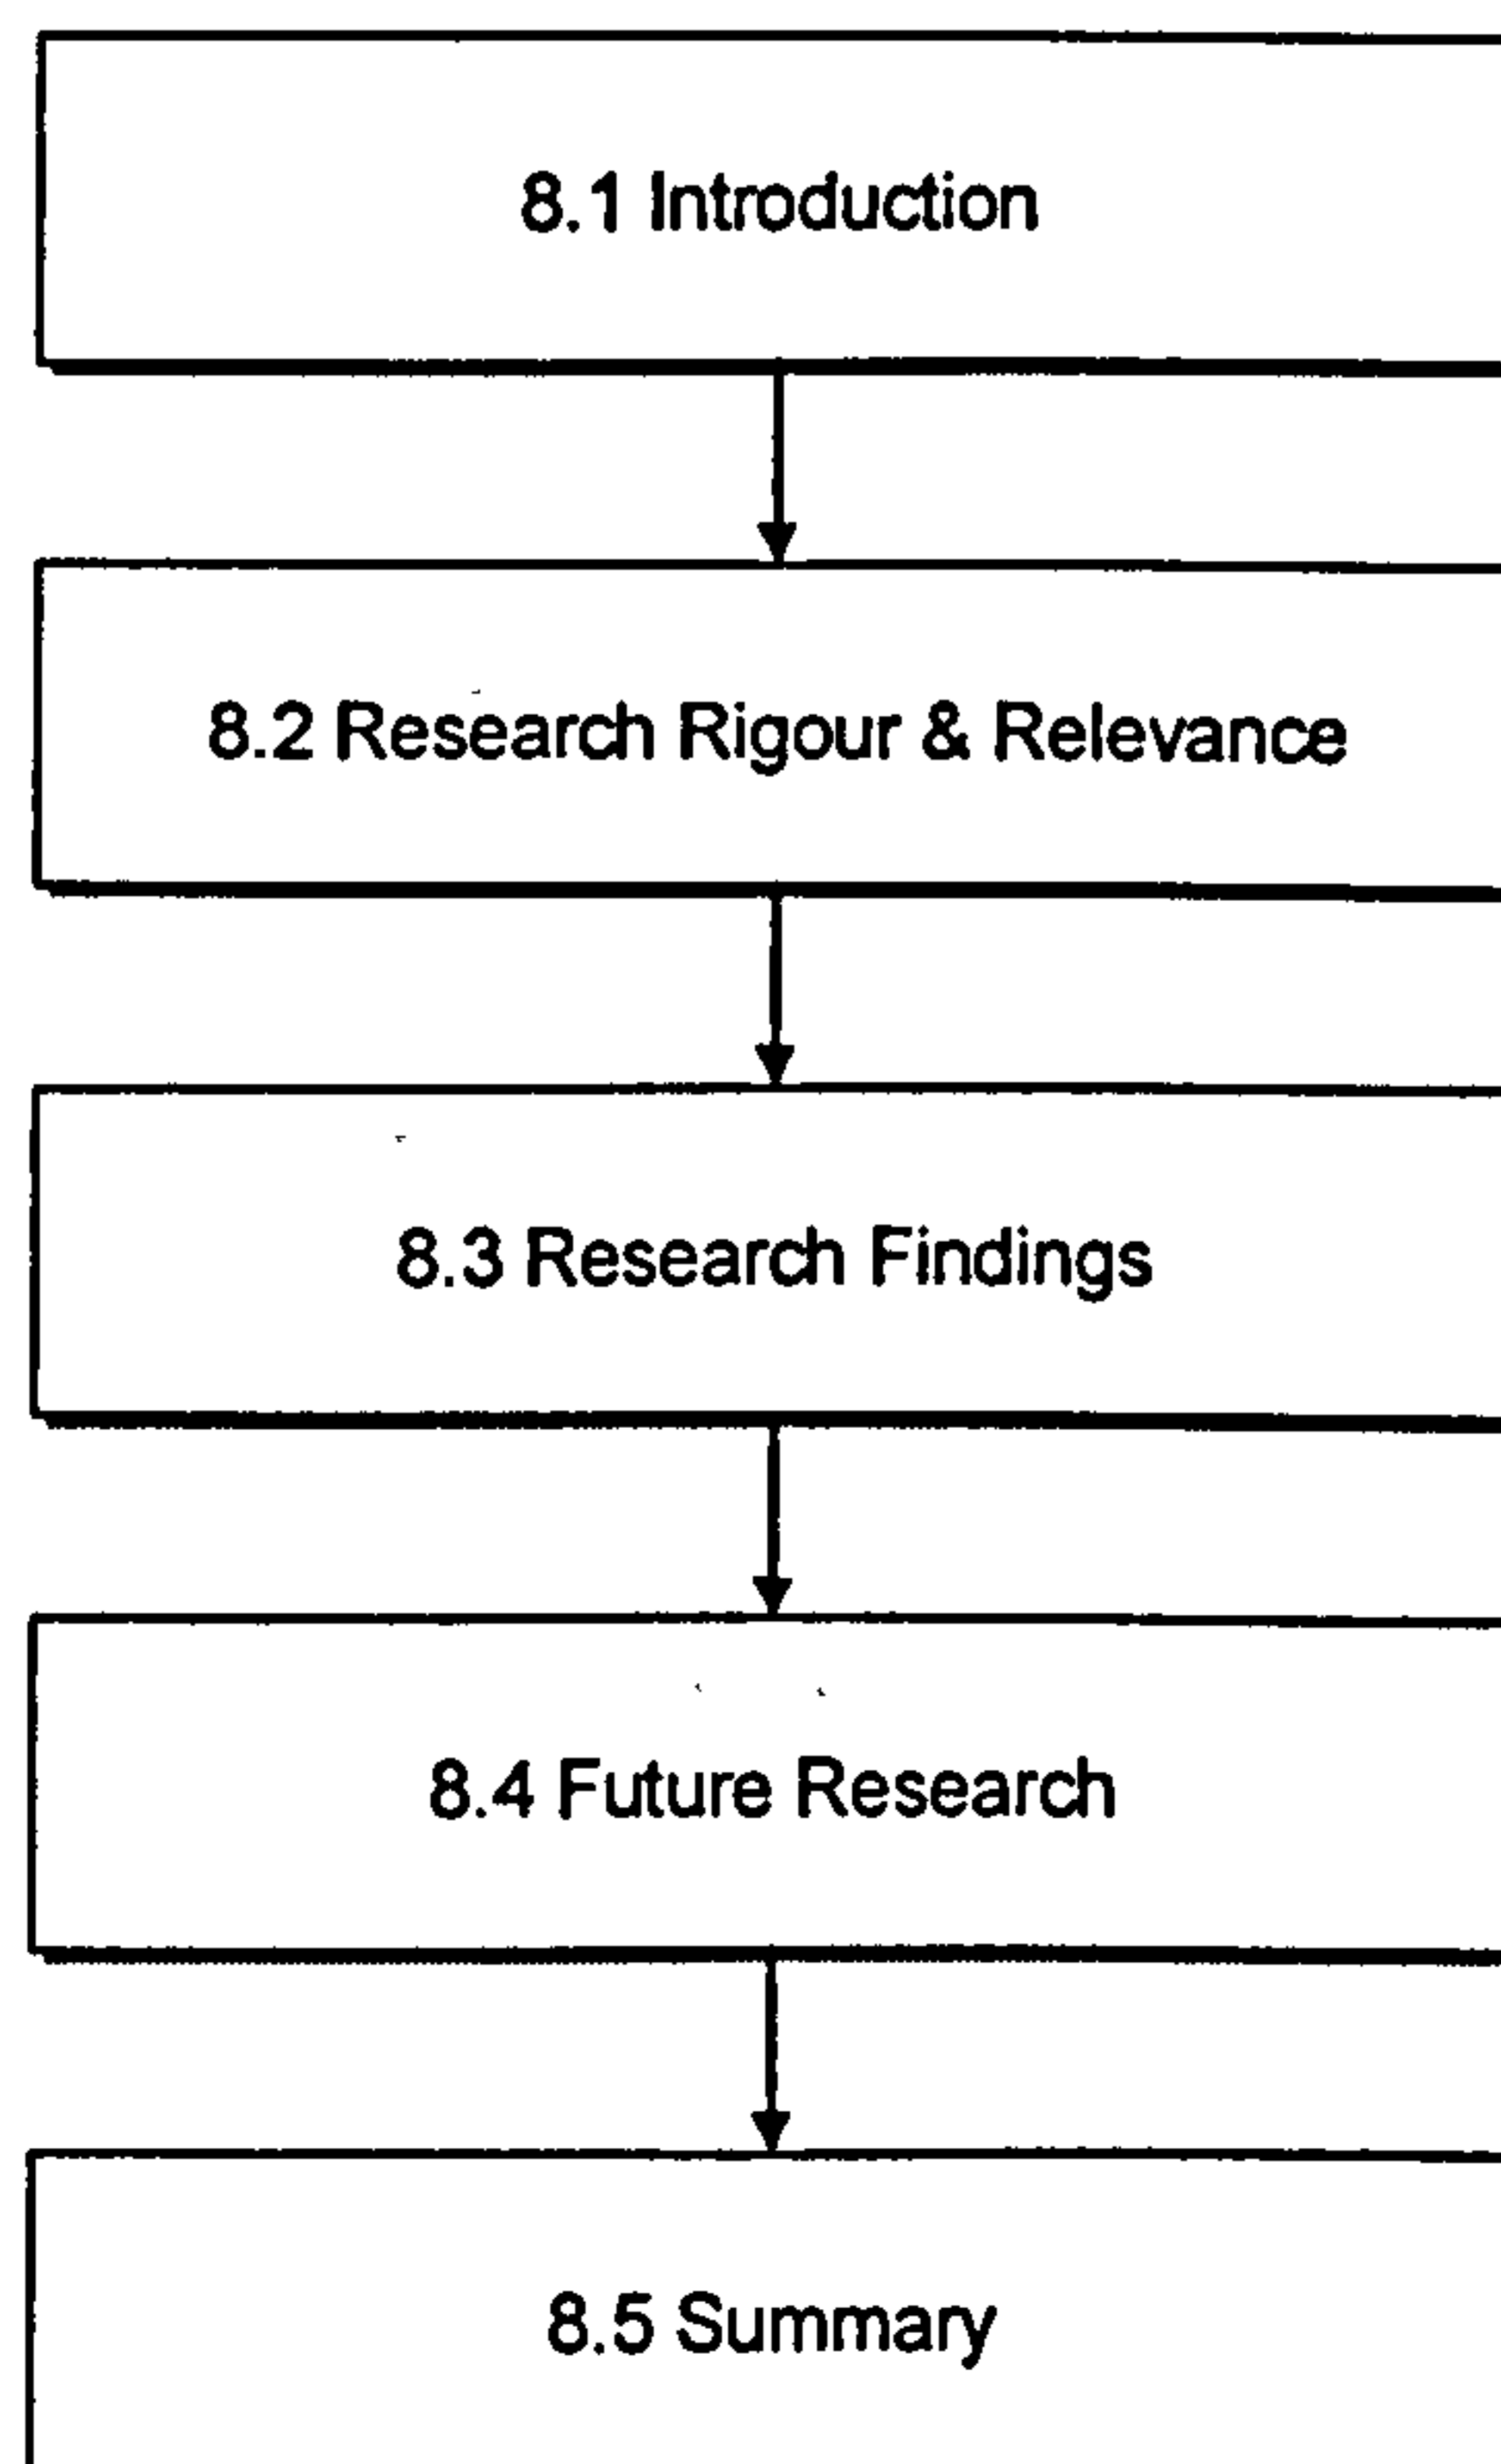 8.1 Introduction
8.2 Research Rigour & Relevance
8.3 Research Findings
8.4 Future Research
8.5 Summary